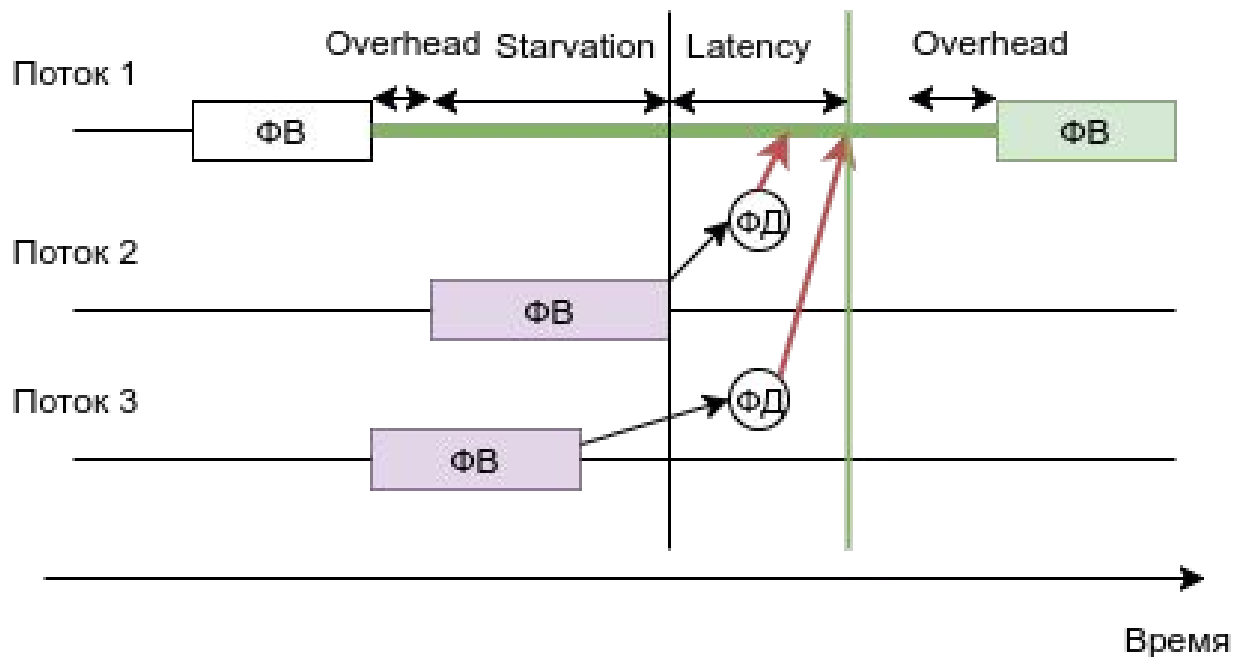 Overhead Starvation Latency Overhead
Поток 1
ФВ ФВ
ФД
Поток 2
ФВ
ФД
Поток 3
ФВ
Время